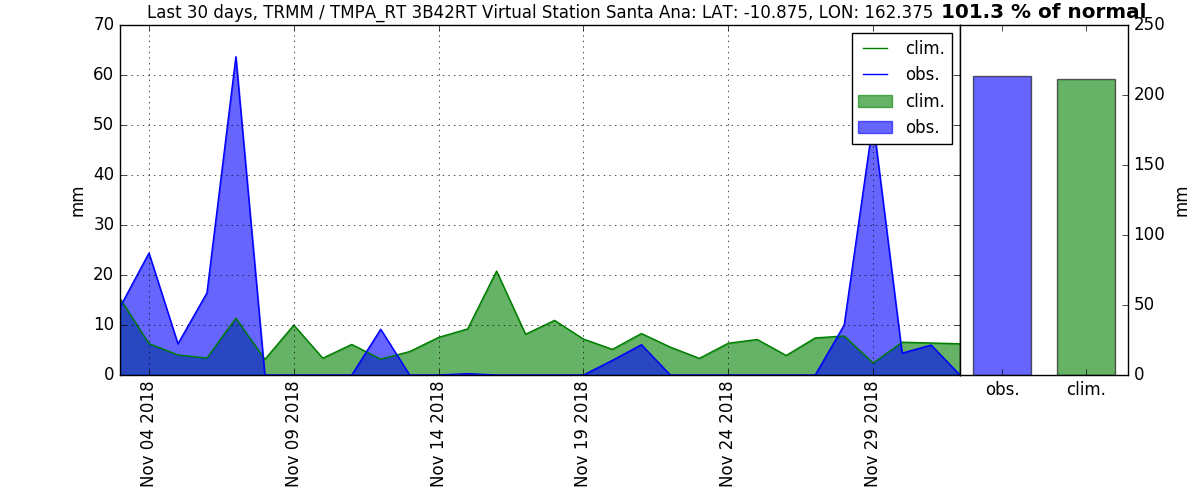 Last 30 days, TRMM / TMPA_RT 3B42RT Virtual Station Santa Ana: LAT: -10.875, LON: 162.375 101.3 % of normal
70
60
50
40
30
20
10
0
mm
clim.
obs.
clim.
obs.
Nov 04 2018
Nov 09 2018
Nov 14 2018
Nov 19 2018
Nov 24 2018
Nov 29 2018
250
200
150
100
50
0
mm
obs.
clim.